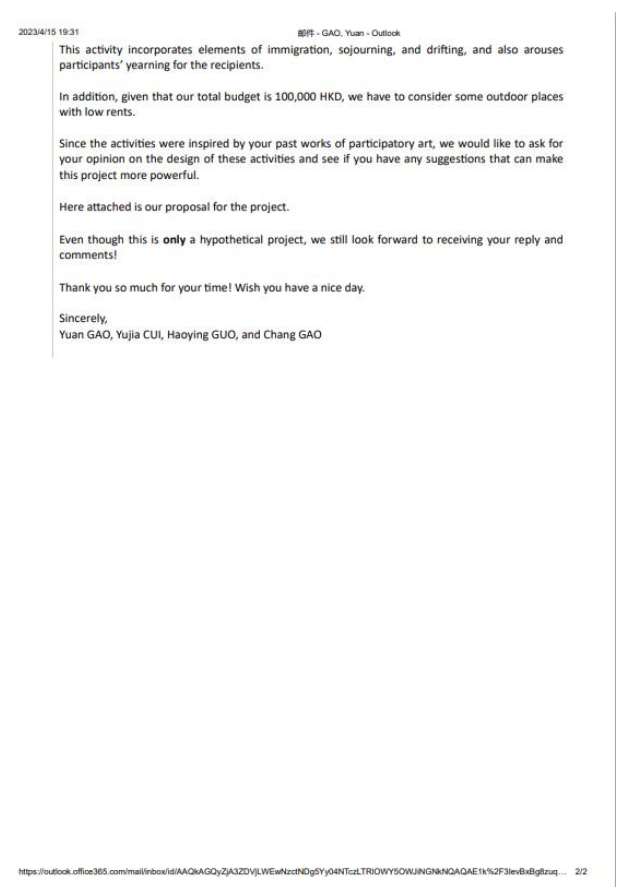 2023/4/15 19:31
邮件 - GAO, Yuan - Outlook
This activity incorporates elements of immigration, sojourning, and drifting, and also arouses
participants' yearning for the recipients.
In addition, given that our total budget is 100,000 HKD, we have to consider some outdoor places
with low rents.
Since the activities were inspired by your past works of participatory art, we would like to ask for
your opinion on the design of these activities and see if you have any suggestions that can make
this project more powerful.
Here attached is our proposal for the project.
Even though this is only a hypothetical project, we still look forward to receiving your reply and
comments!
Thank you so much for your time! Wish you have a nice day.
Sincerely,
Yuan GAO, Yujia CUI, Haoying GUO, and Chang GAO
2/2